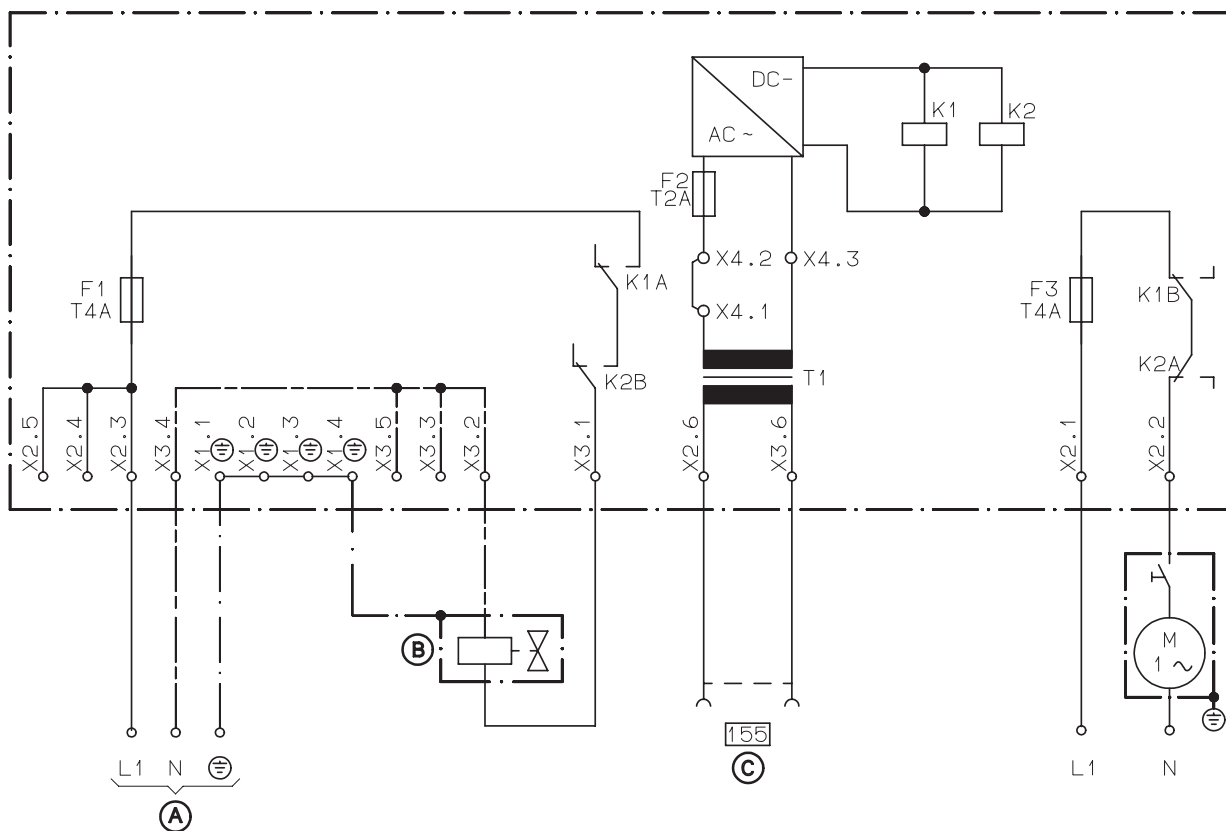 DC-
AC ~
K1
K2
F2
T2A
X4.2
X4.3
X4.1
T1
K1A
K2B
F1
T4A
F3
T4A
K1B
K2A
X2.5
X2.4
X2.3
X3.4
X1.1
X1.2
X1.3
X1.4
X3.5
X3.3
X3.2
X3.1
X2.6
X3.6
X2.1
X2.2
B
M
1 ~
155
C
L1 N
A
L1 N